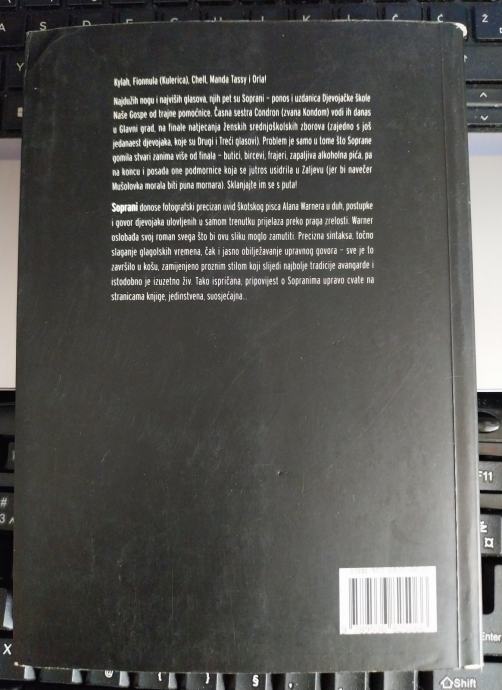 Kylah, Fionnula (Kulerica), Chell, Manda Tassy i Orla!
Najdužih nogu i najviših glasova, njih pet su Soprani – ponos i uzdanica Djevojačke škole
Naše Gospe od trajne pomoćnice. Časna sestra Condron (zvana Kondom) vodi ih danas
u Glavni grad, na finale natjecanja ženskih srednjoškolskih zborova (zajedno s još
jedanaest djevojaka, koje su Drugi i Treći glasovi). Problem je samo u tome što Soprane
gomila stvari zanima više od finala – butici, bircevi, frajeri, zapaljiva alkoholna pića, pa
na koncu i posada one podmornice koja se jutros usidrila u Zaljevu (jer bi navečer
Mušolovka morala biti puna mornara). Sklanjajte im se s puta!
Soprani donose fotografski precizan uvid škotskog pisca Alana Warnera u duh, postupke
i govor djevojaka ulovljenih u samom trenutku prijelaza preko praga zrelosti. Warner
oslobađa svoj roman svega što bi ovu sliku moglo zamutiti. Precizna sintaksa, točno
slaganje glagolskih vremena, čak i jasno obilježavanje upravnog govora – sve je to
završilo u košu, zamijenjeno proznim stilom koji slijedi najbolje tradicije avangarde i
istodobno je izuzetno živ. Tako ispričana, pripovijest o Sopranima upravo cvate na
stranicama knjige, jedinstvena, suosjećajna...
F11
#
3
X
@
{
}
§
Enter
Shift